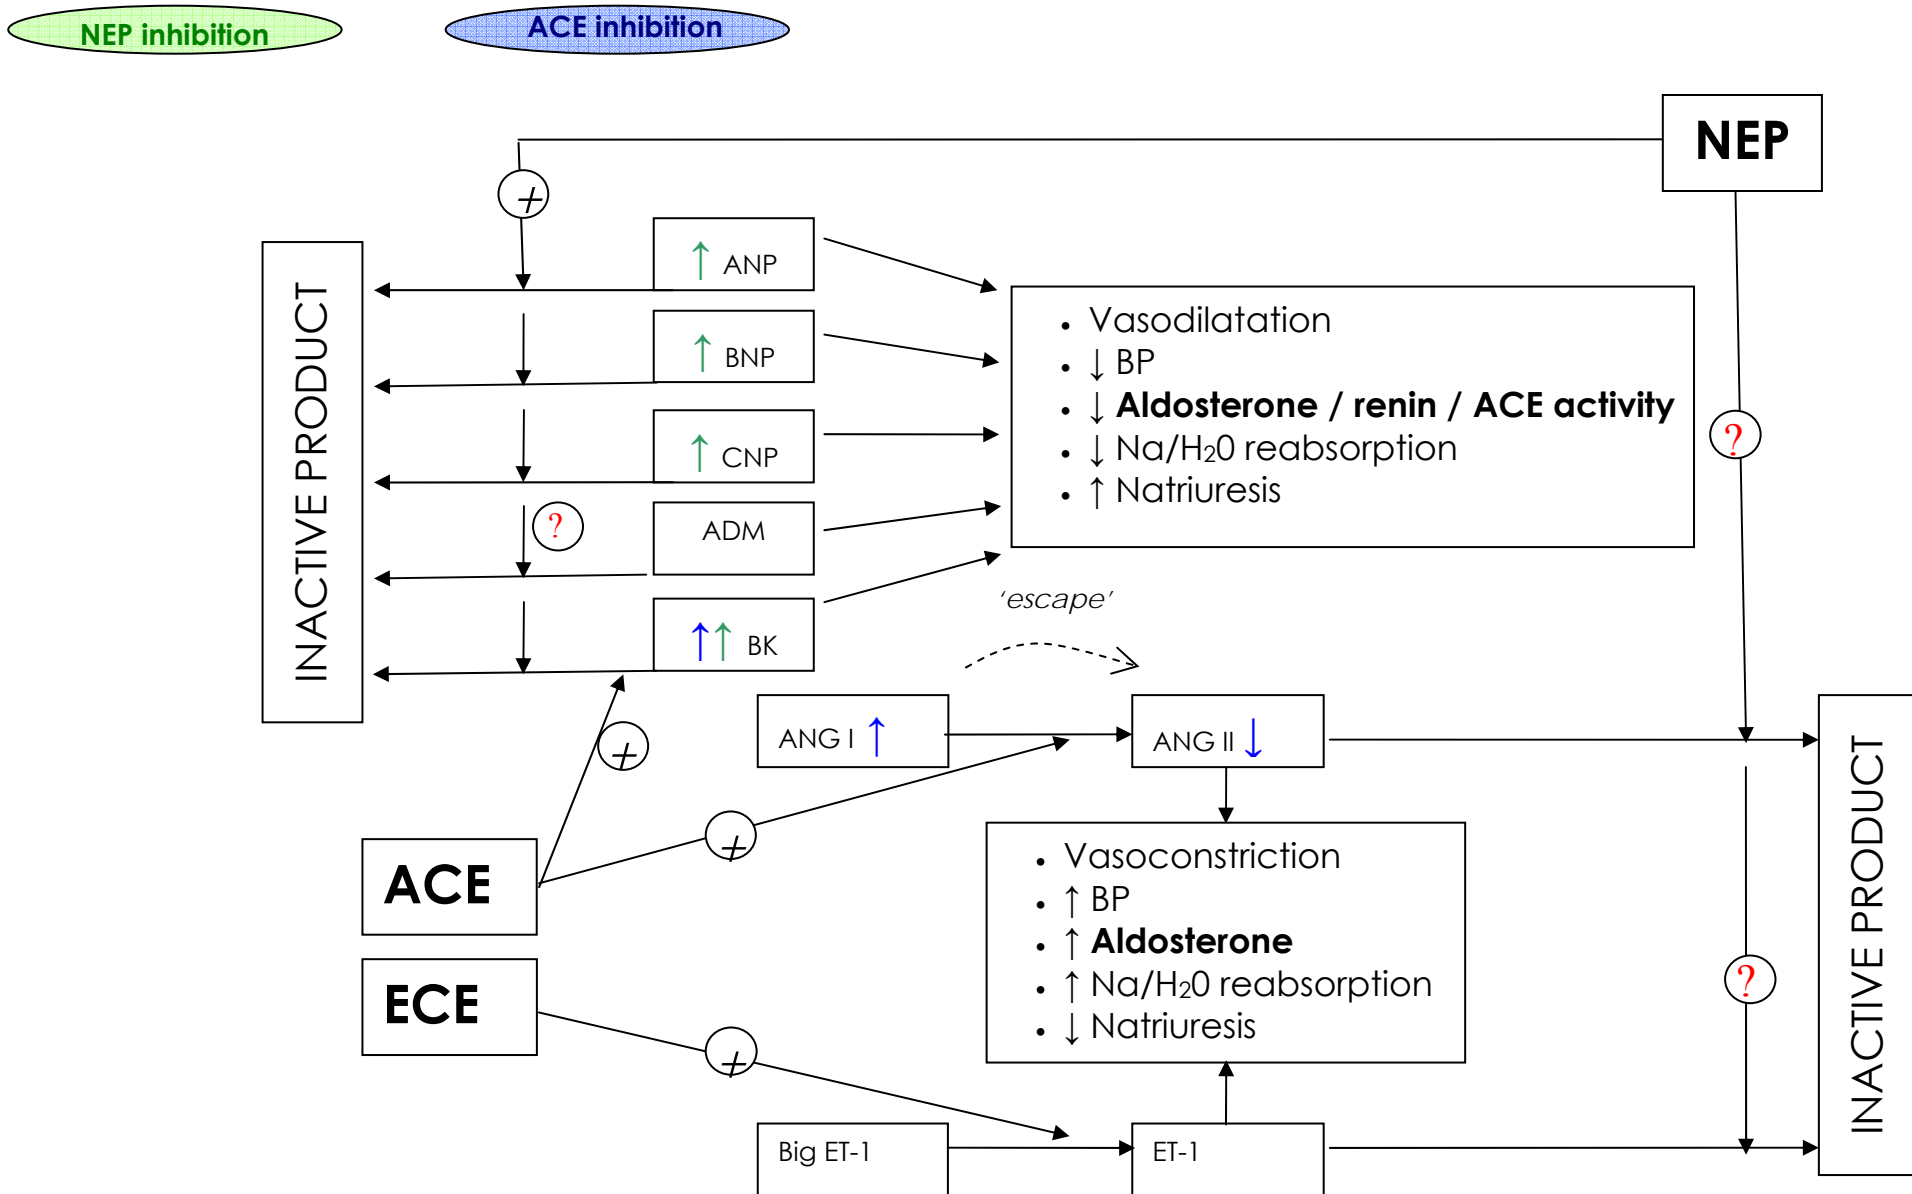 NEP inhibition
ACE inhibition
NEP
+
↑ ANP
INACTIVE PRODUCT
• Vasodilatation
↑ BNP
• ↓ BP
• ↓ Aldosterone / renin / ACE activity
↑ CNP
?
• ↓ Na/H20 reabsorption
• ↑ Natriuresis
?
ADM
'escape'
↑↑ BK
+
ANG I ↑
ANG II ↓
+
ACE
• Vasoconstriction
• ↑ BP
• ↑ Aldosterone
• ↑ Na/H20 reabsorption
• ↓ Natriuresis
INACTIVE PRODUCT
?
ECE
+
Big ET-1
ET-1